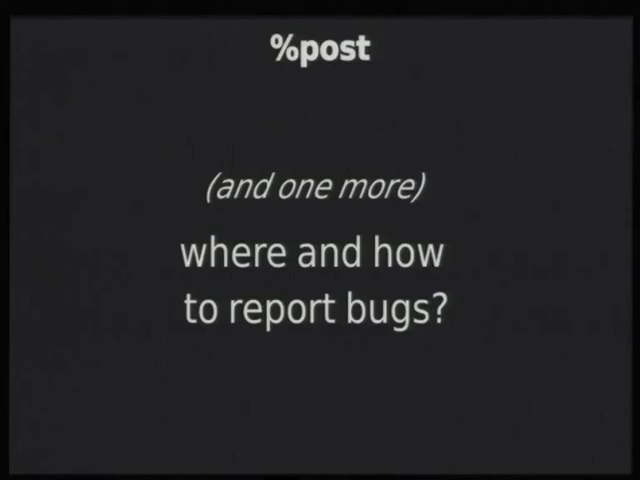 %post
(and one more)
where and how
to report bugs?